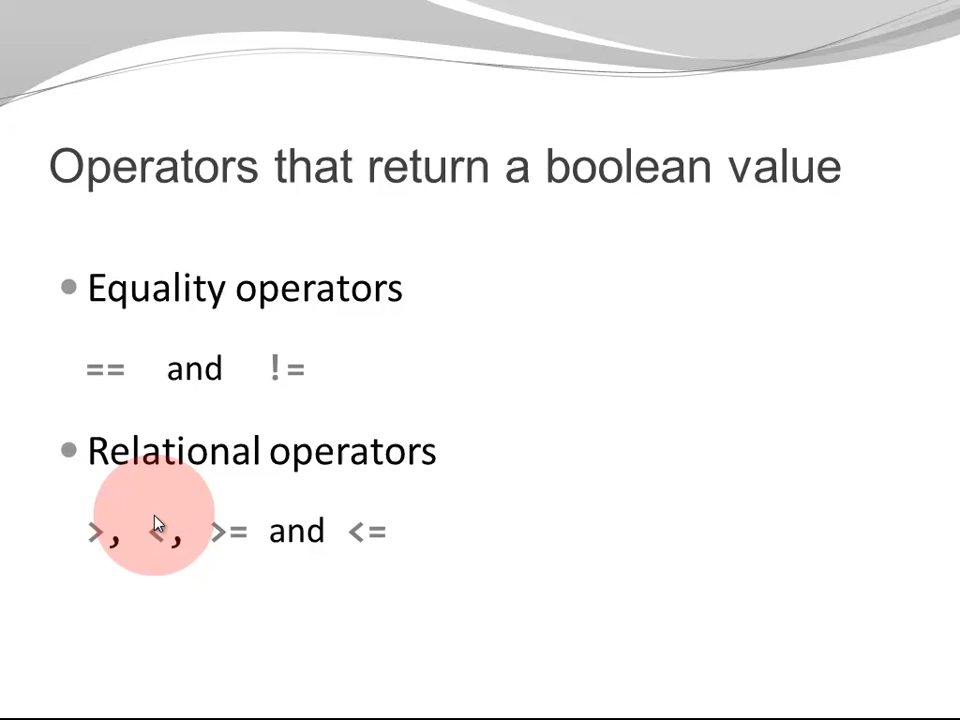 Operators that return a boolean value
Equality operators
== and !=
Relational operators
>, <, >= and <=